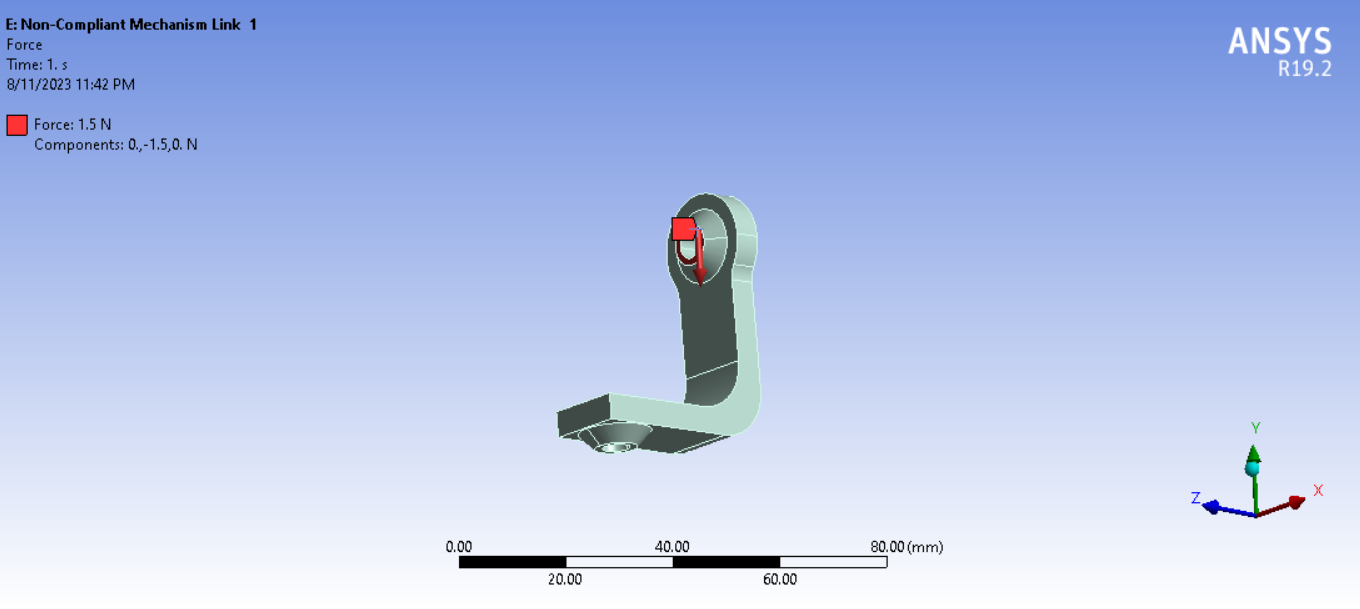 E: Non-Compliant Mechanism Link 1
Force
Time: 1. s
8/11/2023 11:42 PM
Force: 1.5 N
Components: 0.,-1.5,0. N
ANSYS
R19.2
Y
Z
X
0.00 40.00 80.00 (mm)
20.00 60.00